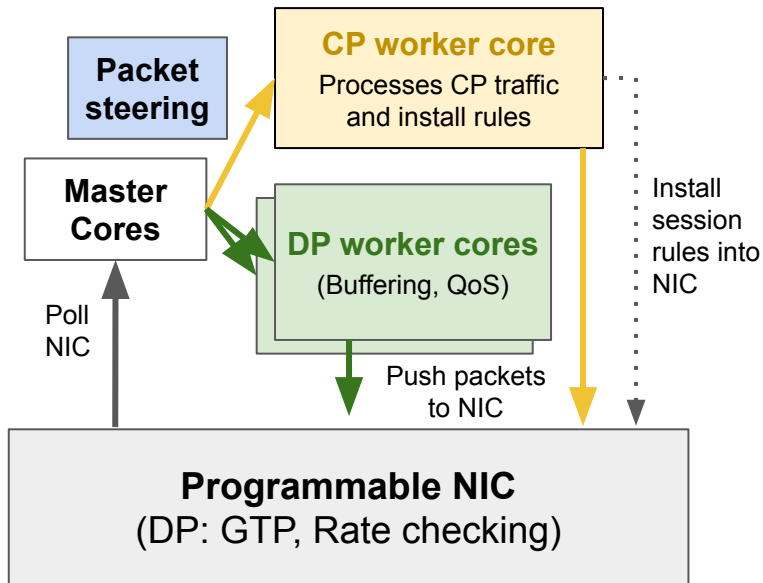 Packet
steering
CP worker core
Processes CP traffic
and install rules
Master
Cores
DP worker cores
(Buffering, QoS)
Install
session
rules into
NIC
Poll
NIC
Push packets
to NIC
Programmable NIC
(DP: GTP, Rate checking)